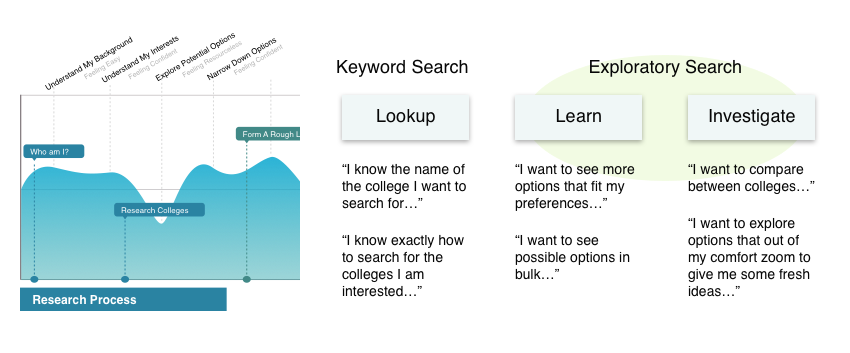 Understand My Background
Feeling Easy
Understand My Interests
Feeling Confident
Explore Potential Options
Feeling Resourceless
Narrow Down Options
Feeling Confident
Who am I?
Form A Rough L
Research Colleges
Research Process
Keyword Search
Exploratory Search
Lookup
“I know the name of
the college I want to
search for…”
“I know exactly how
to search for the
colleges I am
interested…”
Learn
“I want to see more
options that fit my
preferences…”
“I want to see
possible options in
bulk…”
Investigate
“I want to compare
between colleges…”
“I want to explore
options that out of
my comfort zoom to
give me some fresh
ideas…”